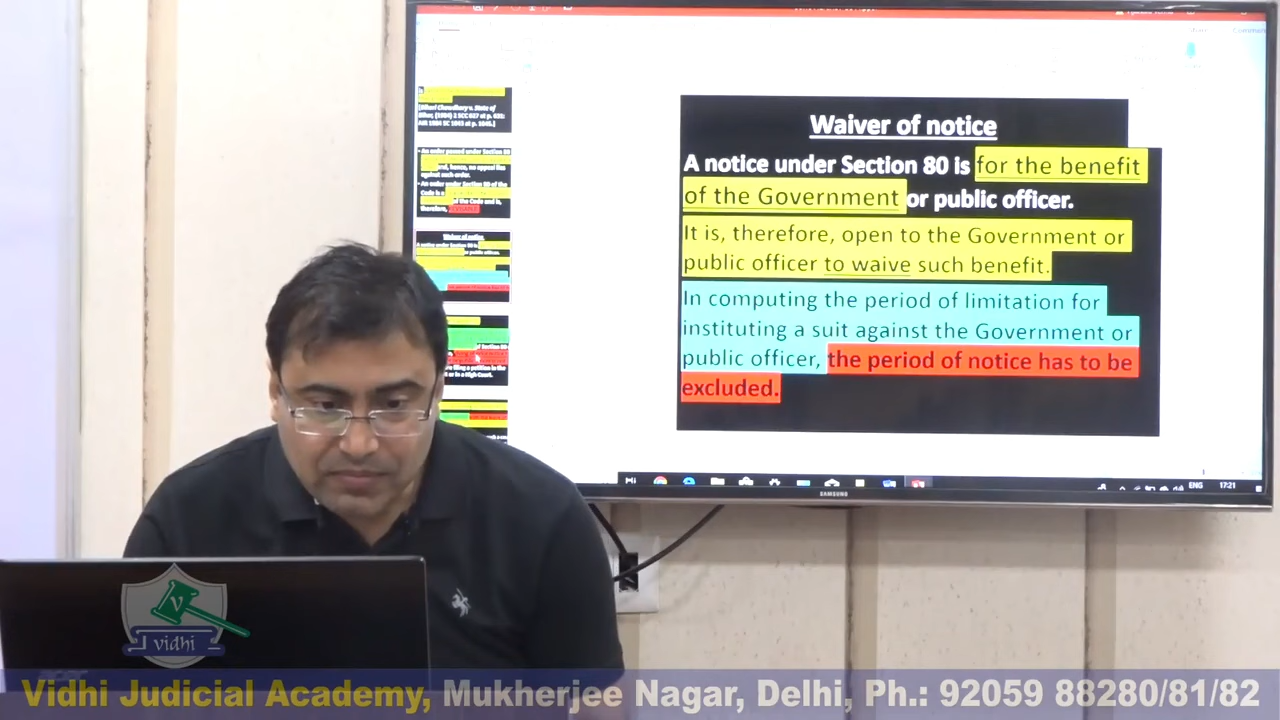 Waiver of notice
A notice under Section 80 is for the benefit
of the Government or public officer.
It is, therefore, open to the Government or
public officer to waive such benefit.
In computing the period of limitation for
instituting a suit against the Government or
public officer, the period of notice has to be
excluded.
ENG 17:21
SAMSUNG
V
vidhi
Vidhi Judicial Academy, Mukherjee Nagar, Delhi, Ph.: 92059 88280/81/82